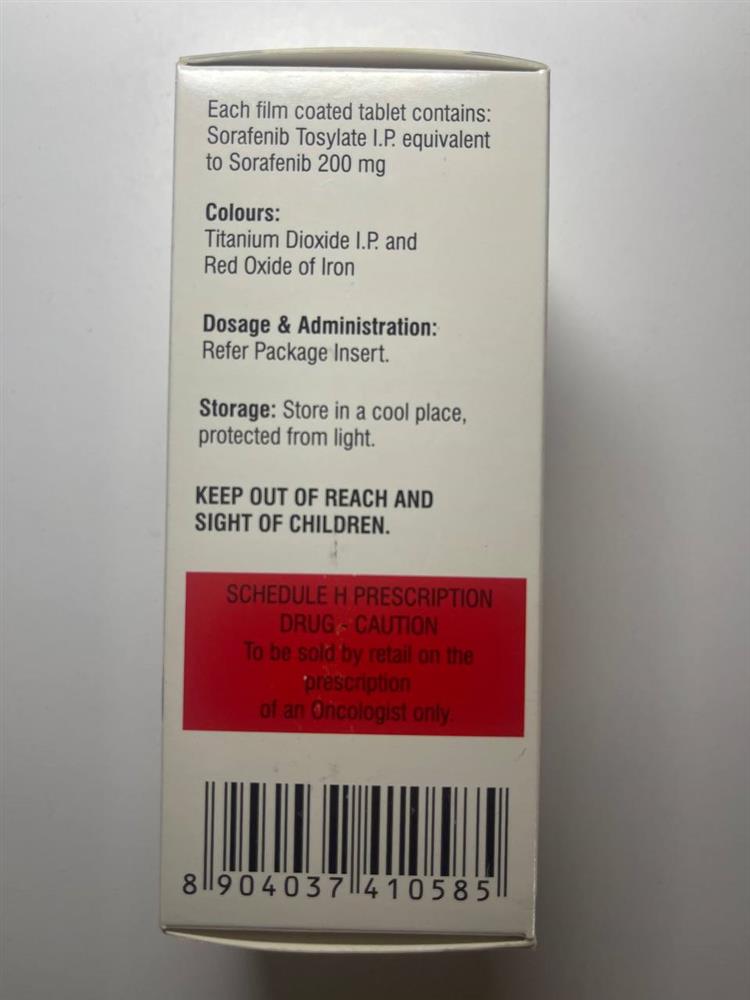 Each film coated tablet contains:
Sorafenib Tosylate I.P. equivalent
to Sorafenib 200 mg
Colours:
Titanium Dioxide I.P. and
Red Oxide of Iron
Dosage & Administration:
Refer Package Insert.
Storage: Store in a cool place,
protected from light.
KEEP OUT OF REACH AND
SIGHT OF CHILDREN.
SCHEDULE H PRESCRIPTION
DRUG - CAUTION
To be sold by retail on the
prescription
of an Oncologist only.
8 904037 410585